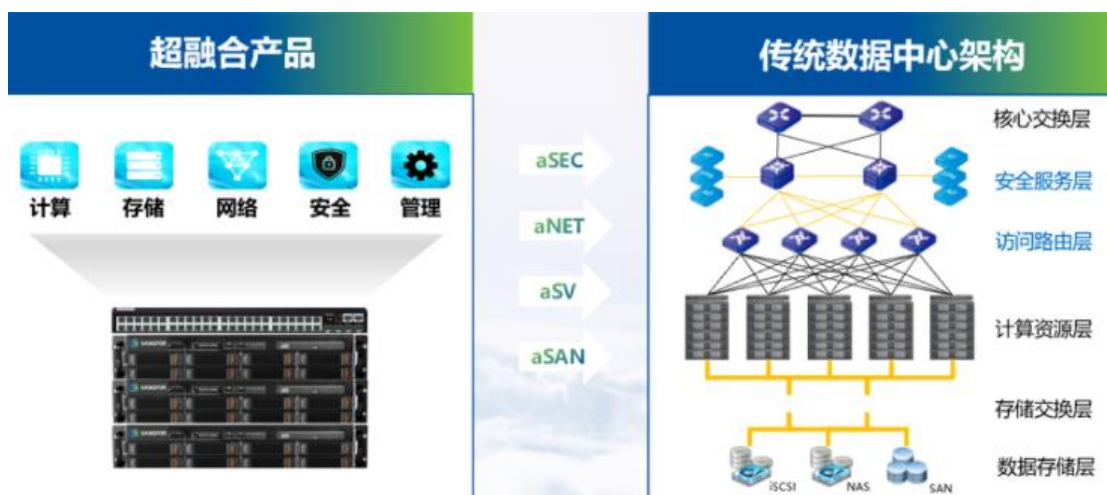 超融合产品
传统数据中心架构
计算
存储
网络
安全
管理
SANGFOR
SANGFOR
SANGFOR
aSEC
aNET
aSV
aSAN
核心交换层
安全服务层
访问路由层
计算资源层
存储交换层
数据存储层
iSCSI
NAS
SAN